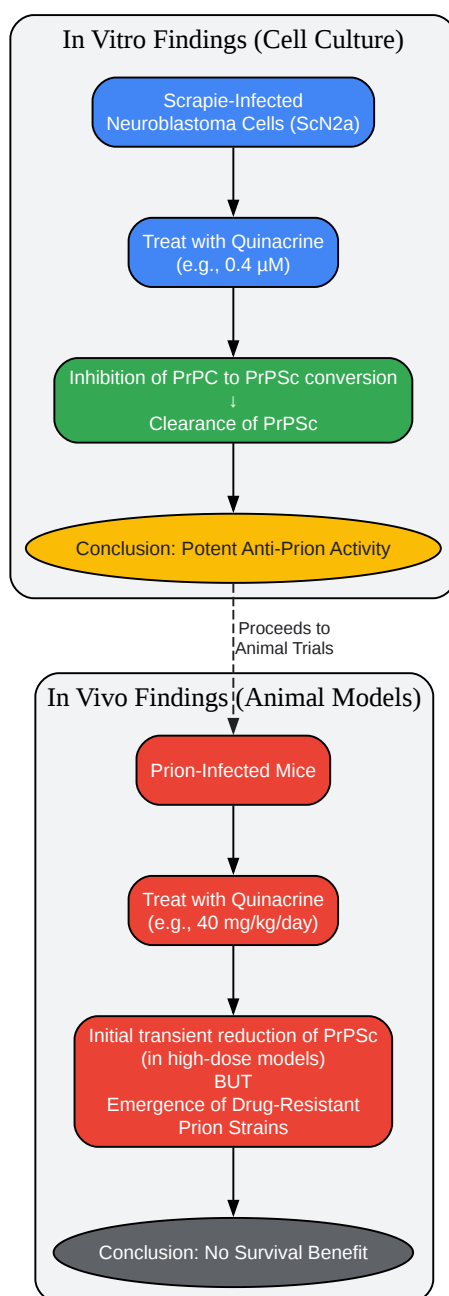 In Vitro Findings (Cell Culture)
Scrapie-Infected
Neuroblastoma Cells (ScN2a)
Treat with Quinacrine
(e.g., 0.4 µM)
Inhibition of PrPC to PrPSc conversion
↓
Clearance of PrPSc
Conclusion: Potent Anti-Prion Activity
Proceeds to
Animal Trials
In Vivo Findings (Animal Models)
Prion-Infected Mice
Treat with Quinacrine
(e.g., 40 mg/kg/day)
Initial transient reduction of PrPSc
(in high-dose models)
BUT
Emergence of Drug-Resistant
Prion Strains
Conclusion: No Survival Benefit